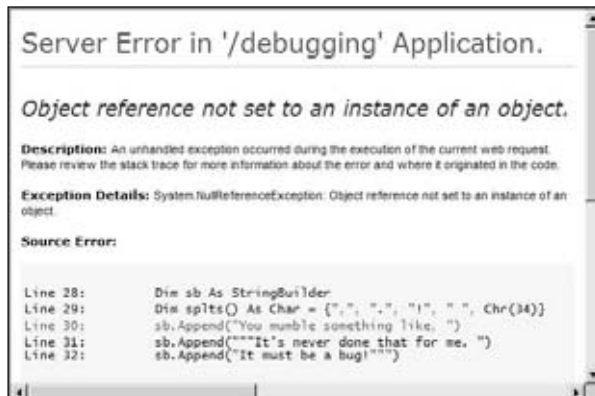 Server Error in '/debugging' Application.
Object reference not set to an instance of an object.
Description: An unhandled exception occurred during the execution of the current web request.
Please review the stack trace for more information about the error and where it originated in the code.
Exception Details: System.NullReferenceException: Object reference not set to an instance of an
object.
Source Error:
Line 28: Dim sb As StringBuilder
Line 29: Dim splts() As Char = {",", ".", "!", " ", Chr(34)}
Line 30: sb.Append("You mumble something like, ")
Line 31: sb.Append("""It's never done that for me. ")
Line 32: sb.Append("It must be a bug!""")